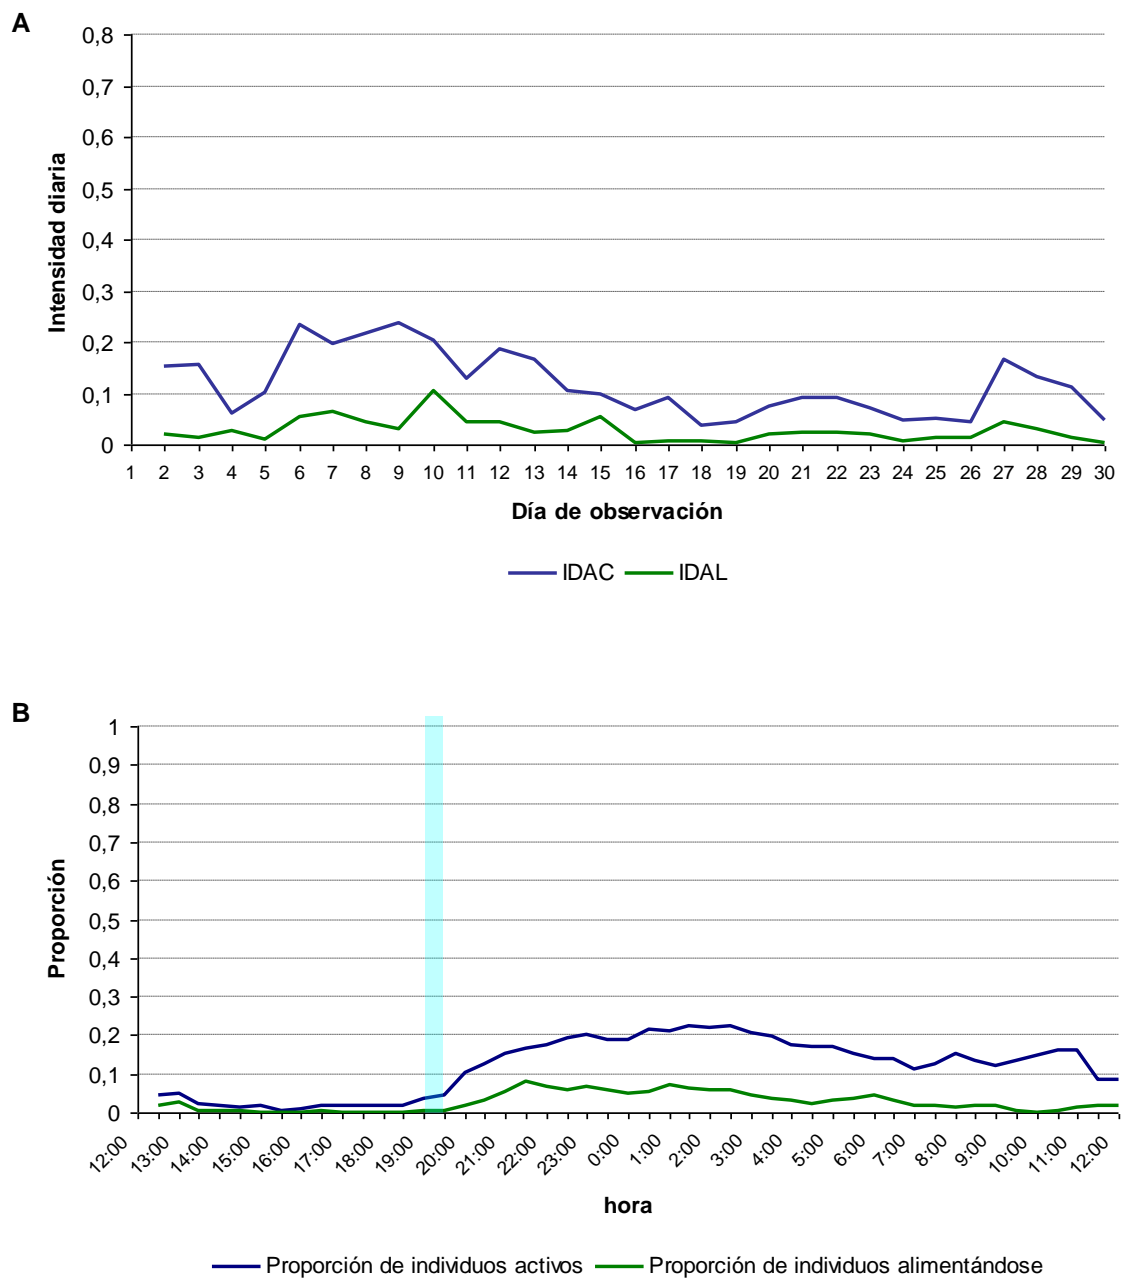 A
0,8
0,7
0,6
0,5
0,4
0,3
0,2
0,1
0
Intensidad diaria
1 2 3 4 5 6 7 8 9 10 11 12 13 14 15 16 17 18 19 20 21 22 23 24 25 26 27 28 29 30
Día de observación
IDAC IDAL
B
1
0,9
0,8
0,7
0,6
0,5
0,4
0,3
0,2
0,1
0
Proporción
12:00 13:00 14:00 15:00 16:00 17:00 18:00 19:00 20:00 21:00 22:00 23:00 0:00 1:00 2:00 3:00 4:00 5:00 6:00 7:00 8:00 9:00 10:00 11:00 12:00
hora
Proporción de individuos activos Proporción de individuos alimentándose